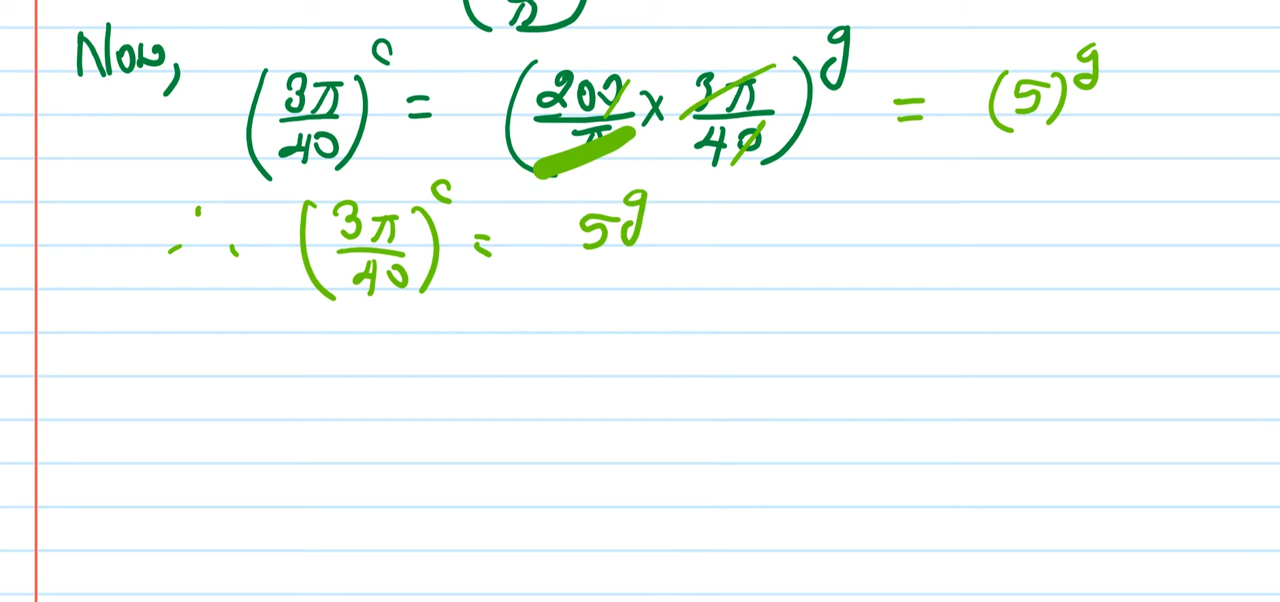 (π)
Now, (3π/40)^c = (200/π × 3π/40)^g = (5)^g
∴ (3π/40)^c = 5^g